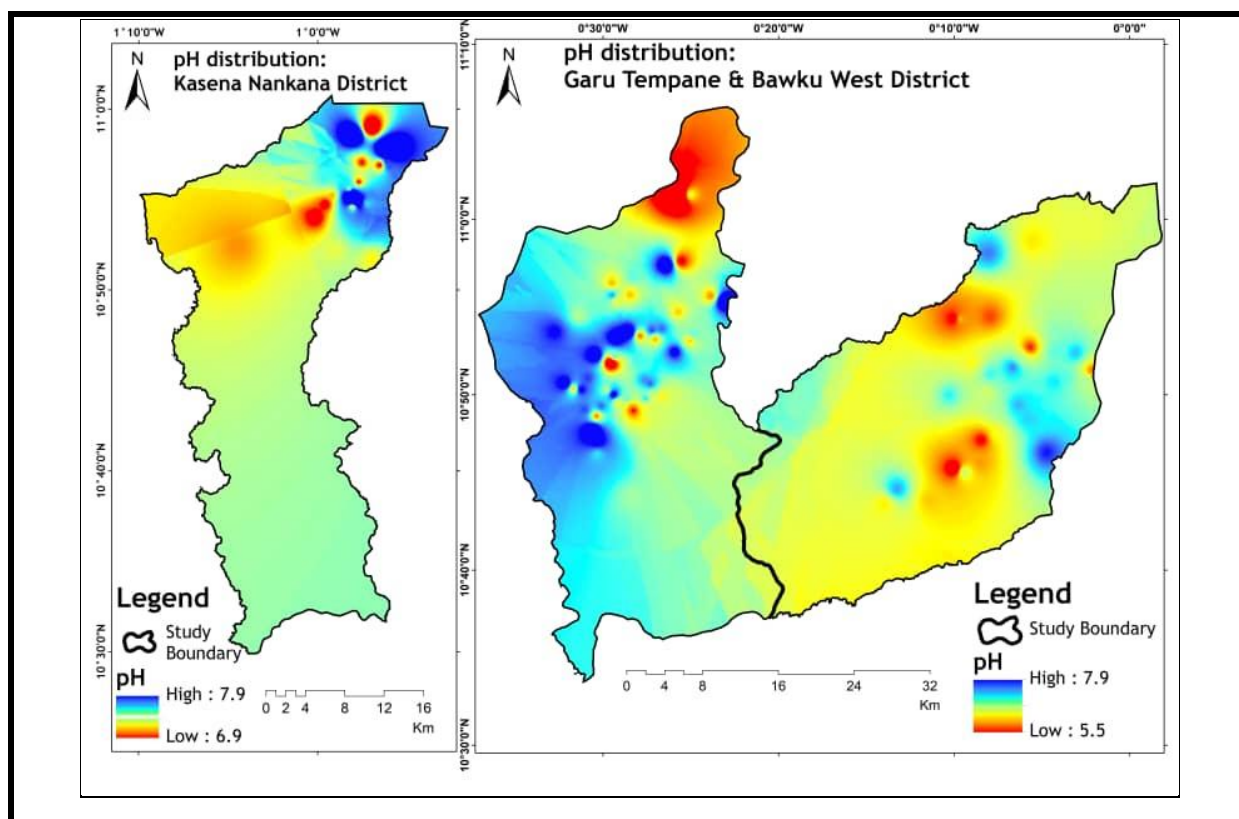 1°10'0"W 1°0'0"W
N
pH distribution:
Kasena Nankana District
11°0'0"N
10°50'0"N
10°40'0"N
10°30'0"N
Legend
Study
Boundary
pH
High : 7.9
Low : 6.9
0 2 4 8 12 16
Km
0°30'0"W 0°20'0"W 0°10'0"W 0°0'0"
N
pH distribution:
Garu Tempane & Bawku West District
11°10'0"N
11°0'0"N
10°50'0"N
10°40'0"N
10°30'0"N
0 4 8 16 24 32
Km
Legend
Study Boundary
pH
High : 7.9
Low : 5.5